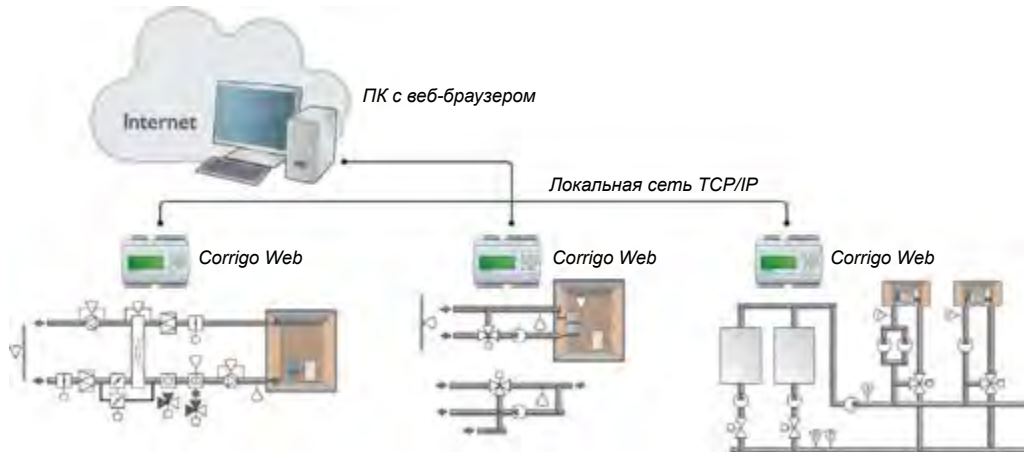 ПК с веб-браузером
Internet
Локальная сеть TCP/IP
Corrigo Web
Corrigo Web
Corrigo Web